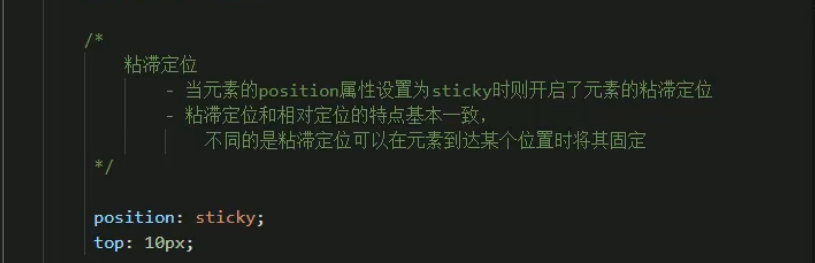 /*
粘滞定位
- 当元素的position属性设置为sticky时则开启了元素的粘滞定位
- 粘滞定位和相对定位的特点基本一致，
不同的是粘滞定位可以在元素到达某个位置时将其固定
*/
position: sticky;
top: 10px;